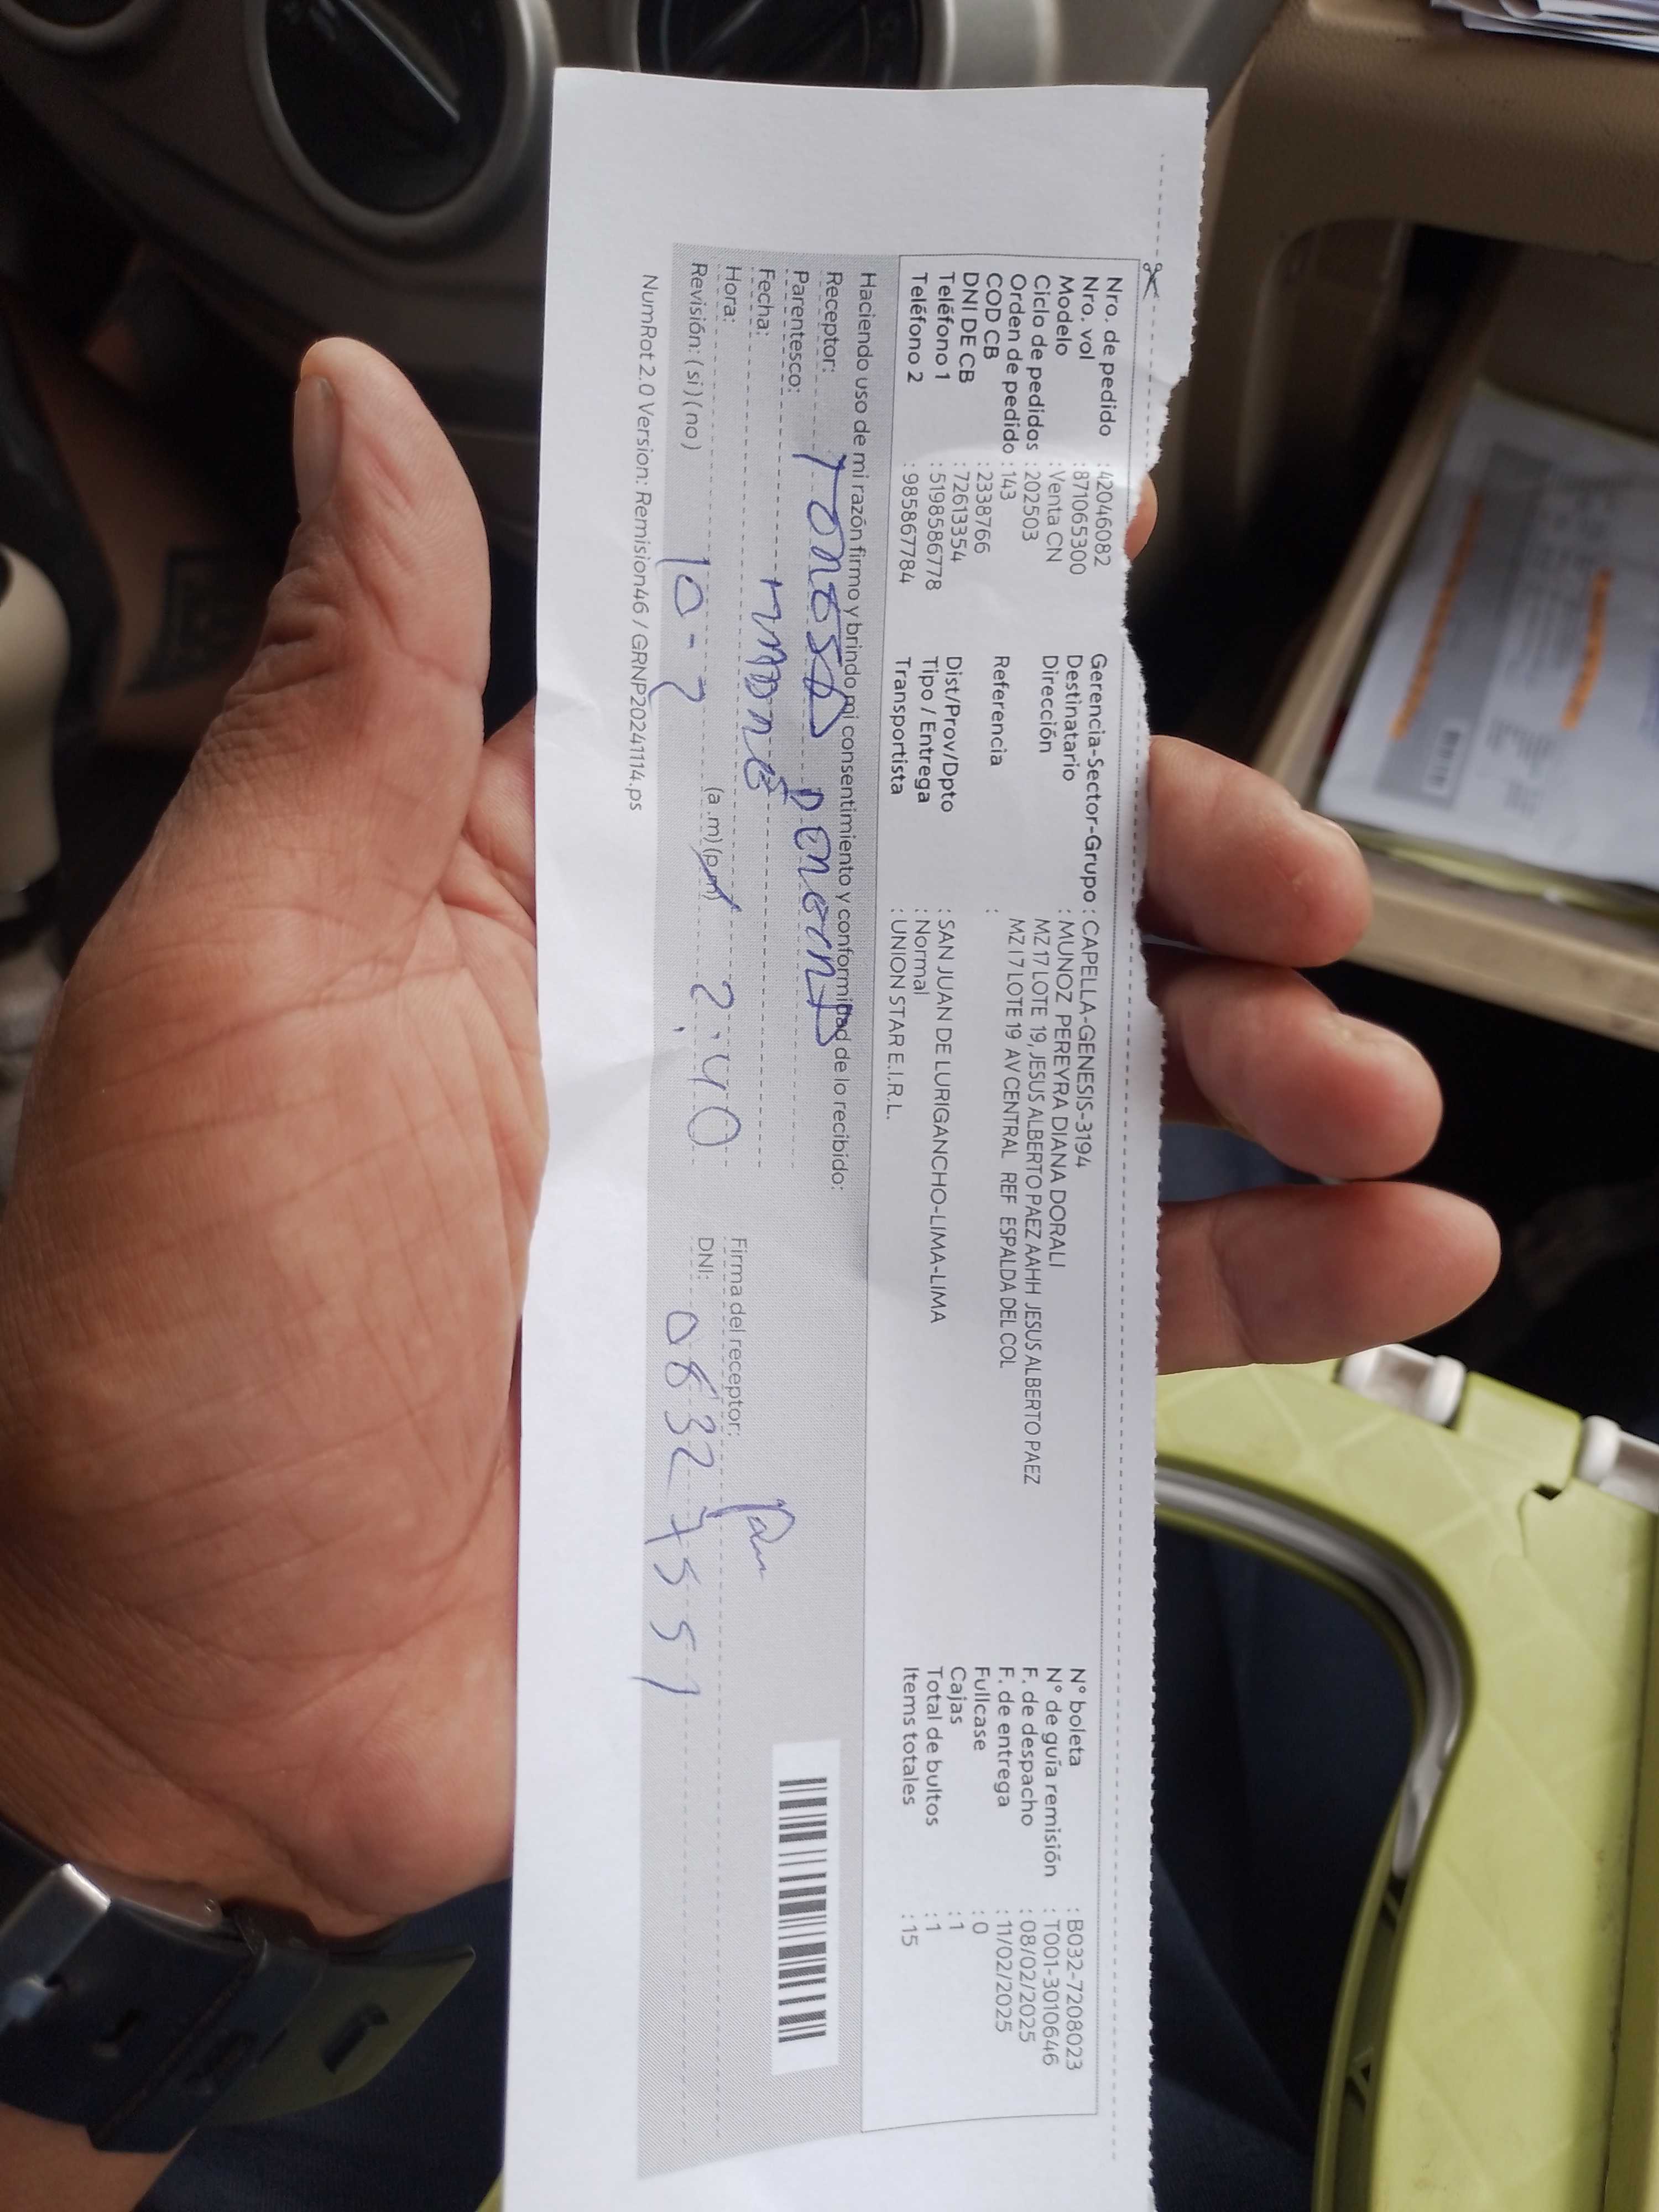 Nro. de pedido : 42046082
Nro. vol : 871065300
Modelo : Venta CN
Ciclo de pedidos : 202503
Orden de pedido : 143
COD CB : 2338766
DNI DE CB : 72613354
Teléfono 1 : 5198586778
Teléfono 2 : 985867784
Gerencia-Sector-Grupo : CAPELLA-GENESIS-3194
Destinatario : MUNOZ PEREYRA DIANA DORALI
Dirección MZ 17 LOTE 19, JESUS ALBERTO PAEZ AAHH JESUS ALBERTO PAEZ
MZ 17 LOTE 19 AV CENTRAL REF ESPALDA DEL COL
Referencia :
Dist/Prov/Dpto : SAN JUAN DE LURIGANCHO-LIMA-LIMA
Tipo / Entrega : Normal
Transportista : UNION STAR E.I.R.L.
N° boleta : B032-7208023
N° de guía remisión : T001-3010646
F. de despacho : 08/02/2025
F. de entrega : 11/02/2025
Fullcase : 0
Cajas : 1
Total de bultos : 1
Items totales : 15
Haciendo uso de mi razón firmo y brindo mi consentimiento y conformidad de lo recibido:
Receptor:
Parentesco:
Fecha:
Hora: 10-2 (a.m)(pm) 2:40
Revisión: (si) (no)
Firma del receptor:
DNI:
NumRot 2.0 Version: Remision46 / GRNP20241114.ps